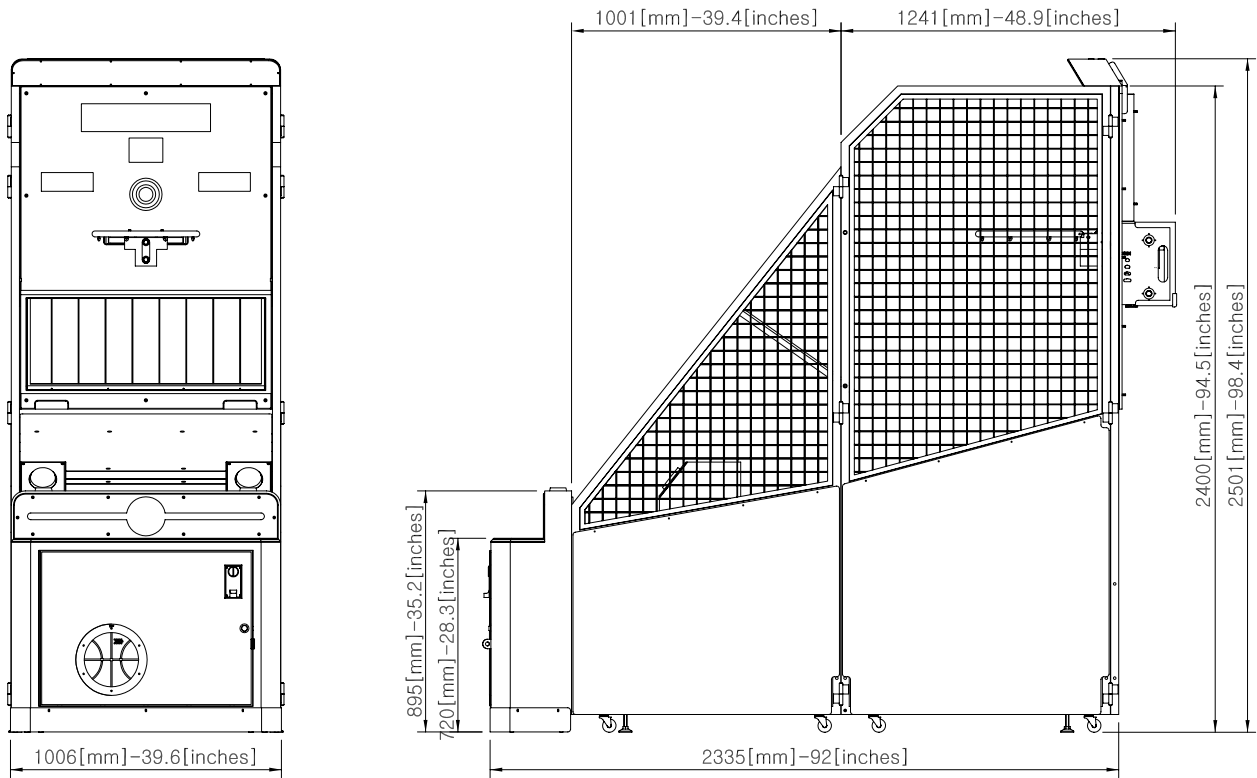 1001[mm]-39.4[inches]
1241[mm]-48.9[inches]
2400[mm]-94.5[inches]
2501[mm]-98.4[inches]
895[mm]-35.2[inches]
720[mm]-28.3[inches]
1006[mm]-39.6[inches]
2335[mm]-92[inches]